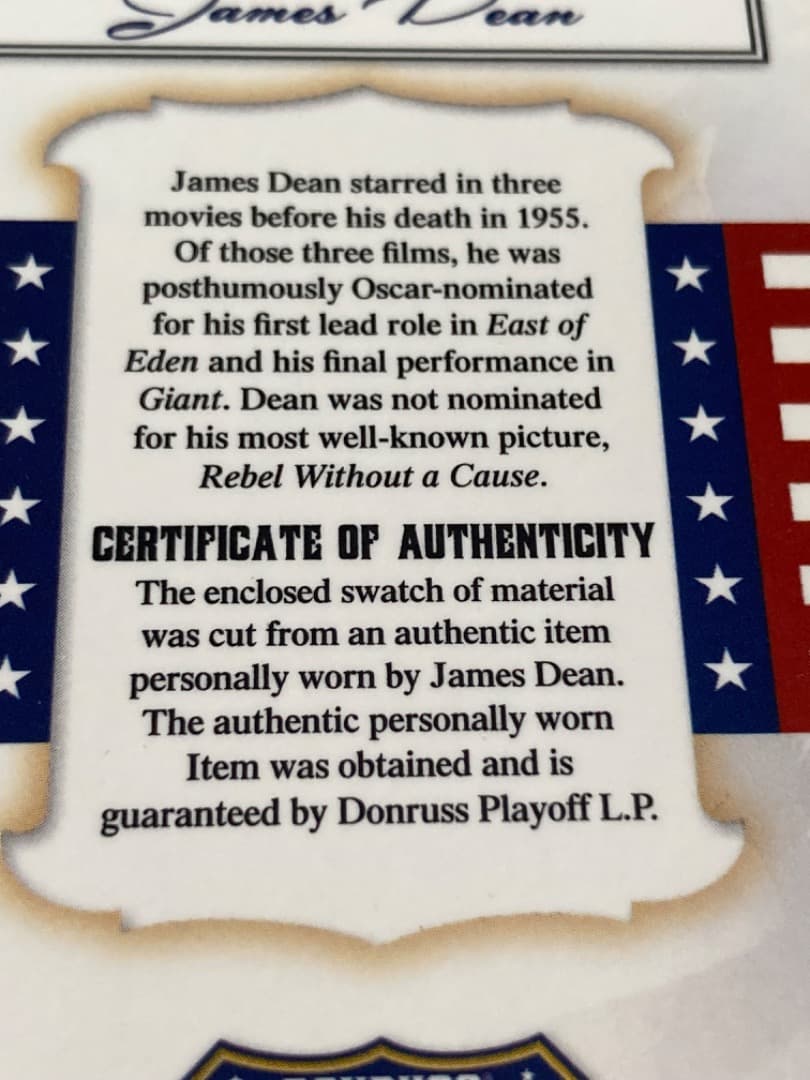 James Dean
James Dean starred in three
movies before his death in 1955.
Of those three films, he was
posthumously Oscar-nominated
for his first lead role in East of
Eden and his final performance in
Giant. Dean was not nominated
for his most well-known picture,
Rebel Without a Cause.
CERTIFICATE OF AUTHENTICITY
The enclosed swatch of material
was cut from an authentic item
personally worn by James Dean.
The authentic personally worn
Item was obtained and is
guaranteed by Donruss Playoff L.P.